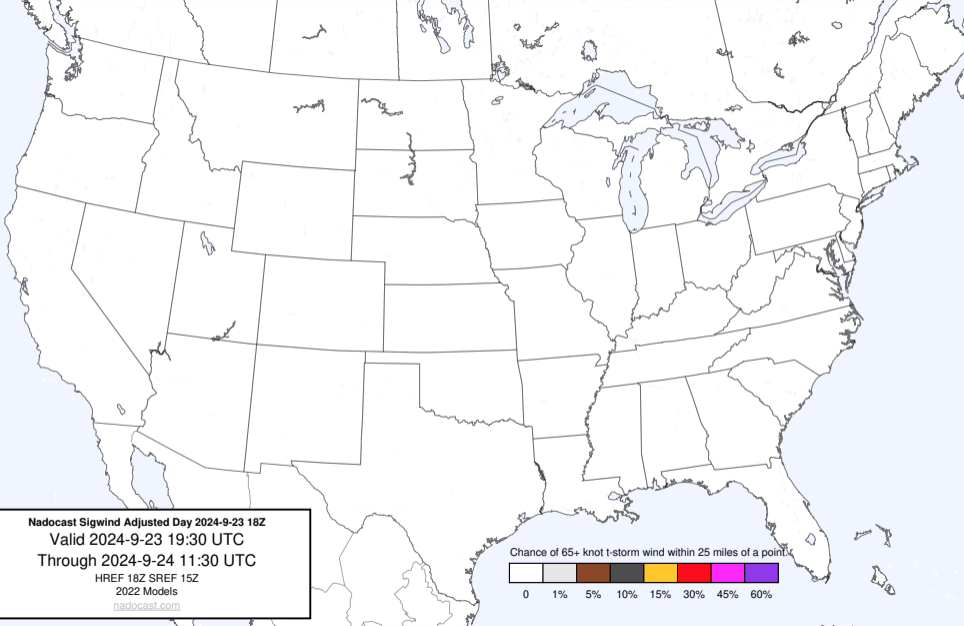 Nadocast Sigwind Adjusted Day 2024-9-23 18Z
Valid 2024-9-23 19:30 UTC
Through 2024-9-24 11:30 UTC
HREF 18Z SREF 15Z
2022 Models
nadocast.com
Chance of 65+ knot t-storm wind within 25 miles of a point.
0 1% 5% 10% 15% 30% 45% 60%